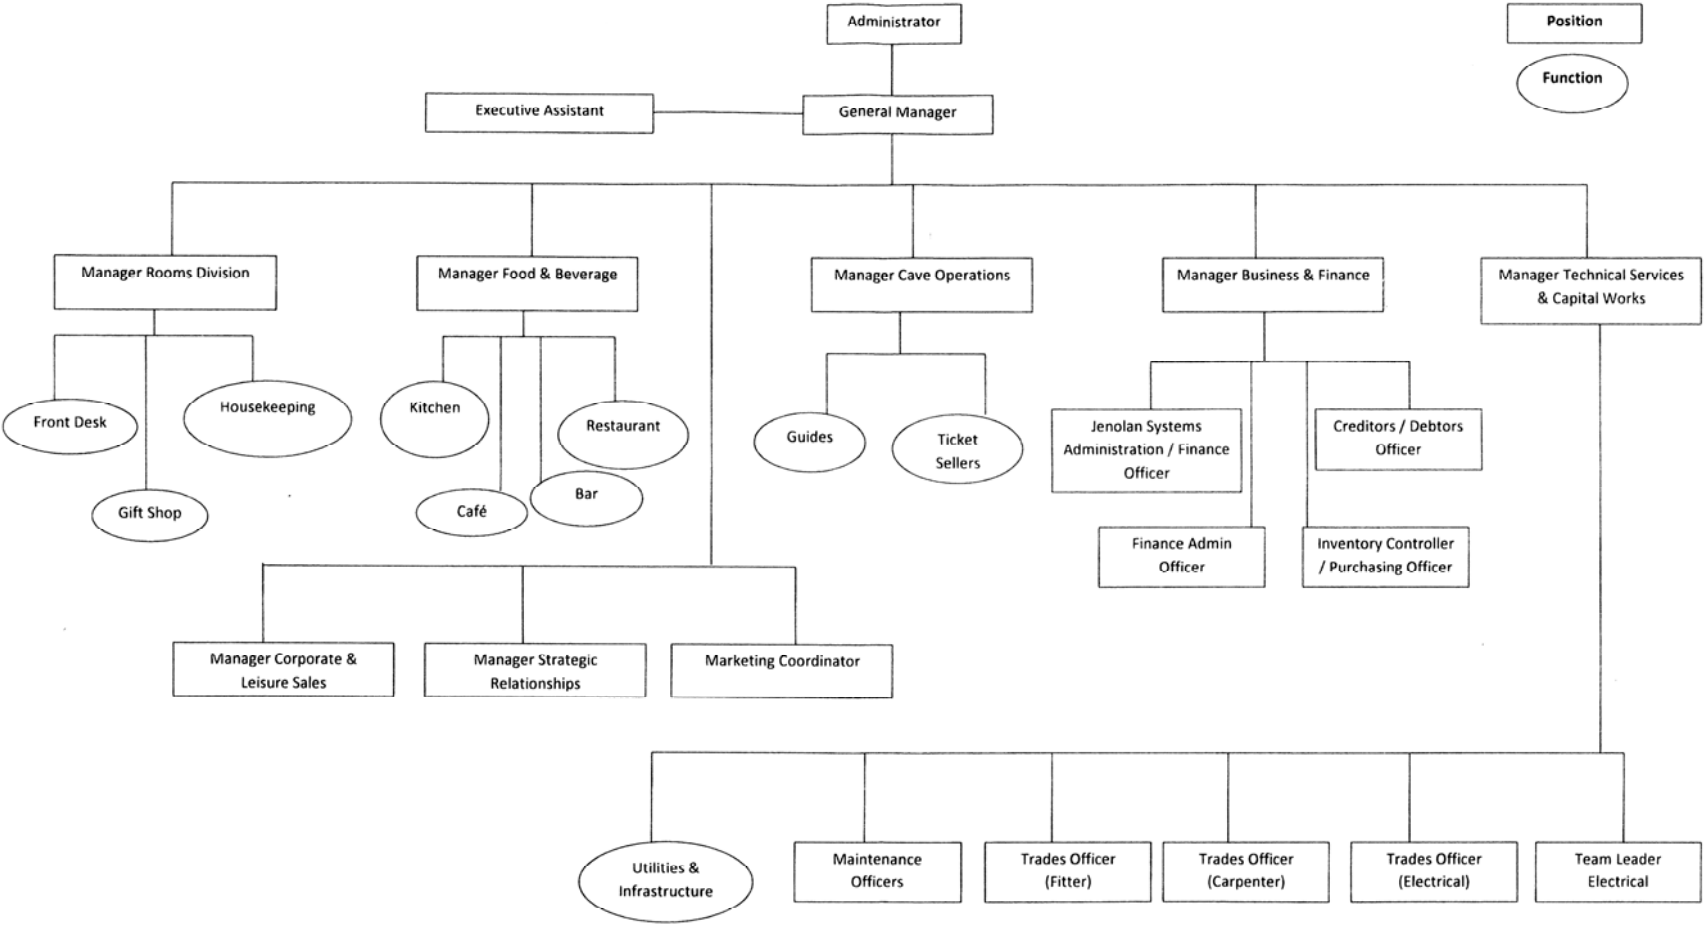 Administrator
Position
Function
Executive Assistant
General Manager
Manager Rooms Division
Manager Food & Beverage
Manager Cave Operations
Manager Business & Finance
Manager Technical Services
& Capital Works
Front Desk
Housekeeping
Gift Shop
Kitchen
Restaurant
Café
Bar
Guides
Ticket
Sellers
Jenolan Systems
Administration / Finance
Officer
Creditors / Debtors
Officer
Finance Admin
Officer
Inventory Controller
/ Purchasing Officer
Manager Corporate &
Leisure Sales
Manager Strategic
Relationships
Marketing Coordinator
Utilities &
Infrastructure
Maintenance
Officers
Trades Officer
(Fitter)
Trades Officer
(Carpenter)
Trades Officer
(Electrical)
Team Leader
Electrical